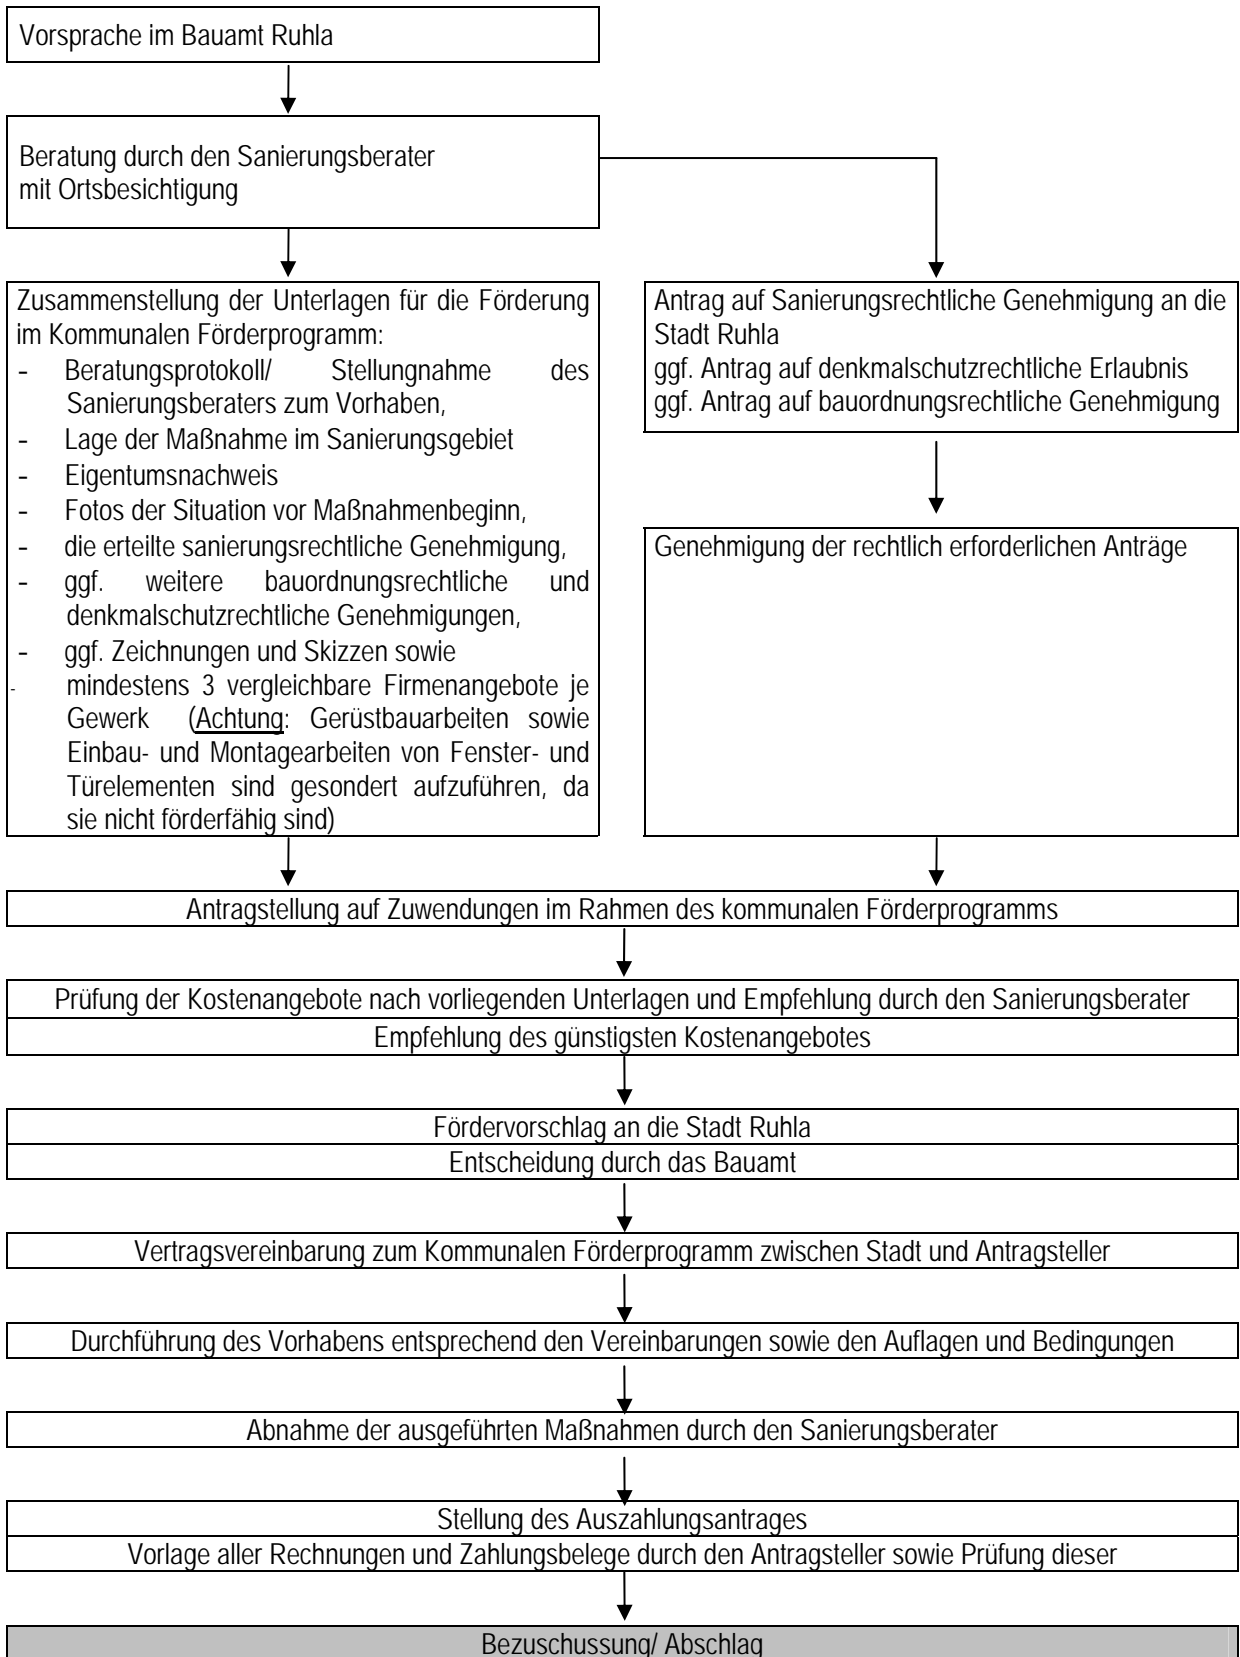 Vorsprache im Bauamt Ruhla
Beratung durch den Sanierungsberater
mit Ortsbesichtigung
Zusammenstellung der Unterlagen für die Förderung
im Kommunalen Förderprogramm:
- Beratungsprotokoll/ Stellungnahme des
Sanierungsberaters zum Vorhaben,
- Lage der Maßnahme im Sanierungsgebiet
- Eigentumsnachweis
- Fotos der Situation vor Maßnahmenbeginn,
- die erteilte sanierungsrechtliche Genehmigung,
- ggf. weitere bauordnungsrechtliche und
denkmalschutzrechtliche Genehmigungen,
- ggf. Zeichnungen und Skizzen sowie
- mindestens 3 vergleichbare Firmenangebote je
Gewerk (Achtung: Gerüstbauarbeiten sowie
Einbau- und Montagearbeiten von Fenster- und
Türelementen sind gesondert aufzuführen, da
sie nicht förderfähig sind)
Antrag auf Sanierungsrechtliche Genehmigung an die
Stadt Ruhla
ggf. Antrag auf denkmalschutzrechtliche Erlaubnis
ggf. Antrag auf bauordnungsrechtliche Genehmigung
Genehmigung der rechtlich erforderlichen Anträge
Antragstellung auf Zuwendungen im Rahmen des kommunalen Förderprogramms
Prüfung der Kostenangebote nach vorliegenden Unterlagen und Empfehlung durch den Sanierungsberater
Empfehlung des günstigsten Kostenangebotes
Fördervorschlag an die Stadt Ruhla
Entscheidung durch das Bauamt
Vertragsvereinbarung zum Kommunalen Förderprogramm zwischen Stadt und Antragsteller
Durchführung des Vorhabens entsprechend den Vereinbarungen sowie den Auflagen und Bedingungen
Abnahme der ausgeführten Maßnahmen durch den Sanierungsberater
Stellung des Auszahlungsantrages
Vorlage aller Rechnungen und Zahlungsbelege durch den Antragsteller sowie Prüfung dieser
Bezuschussung/ Abschlag